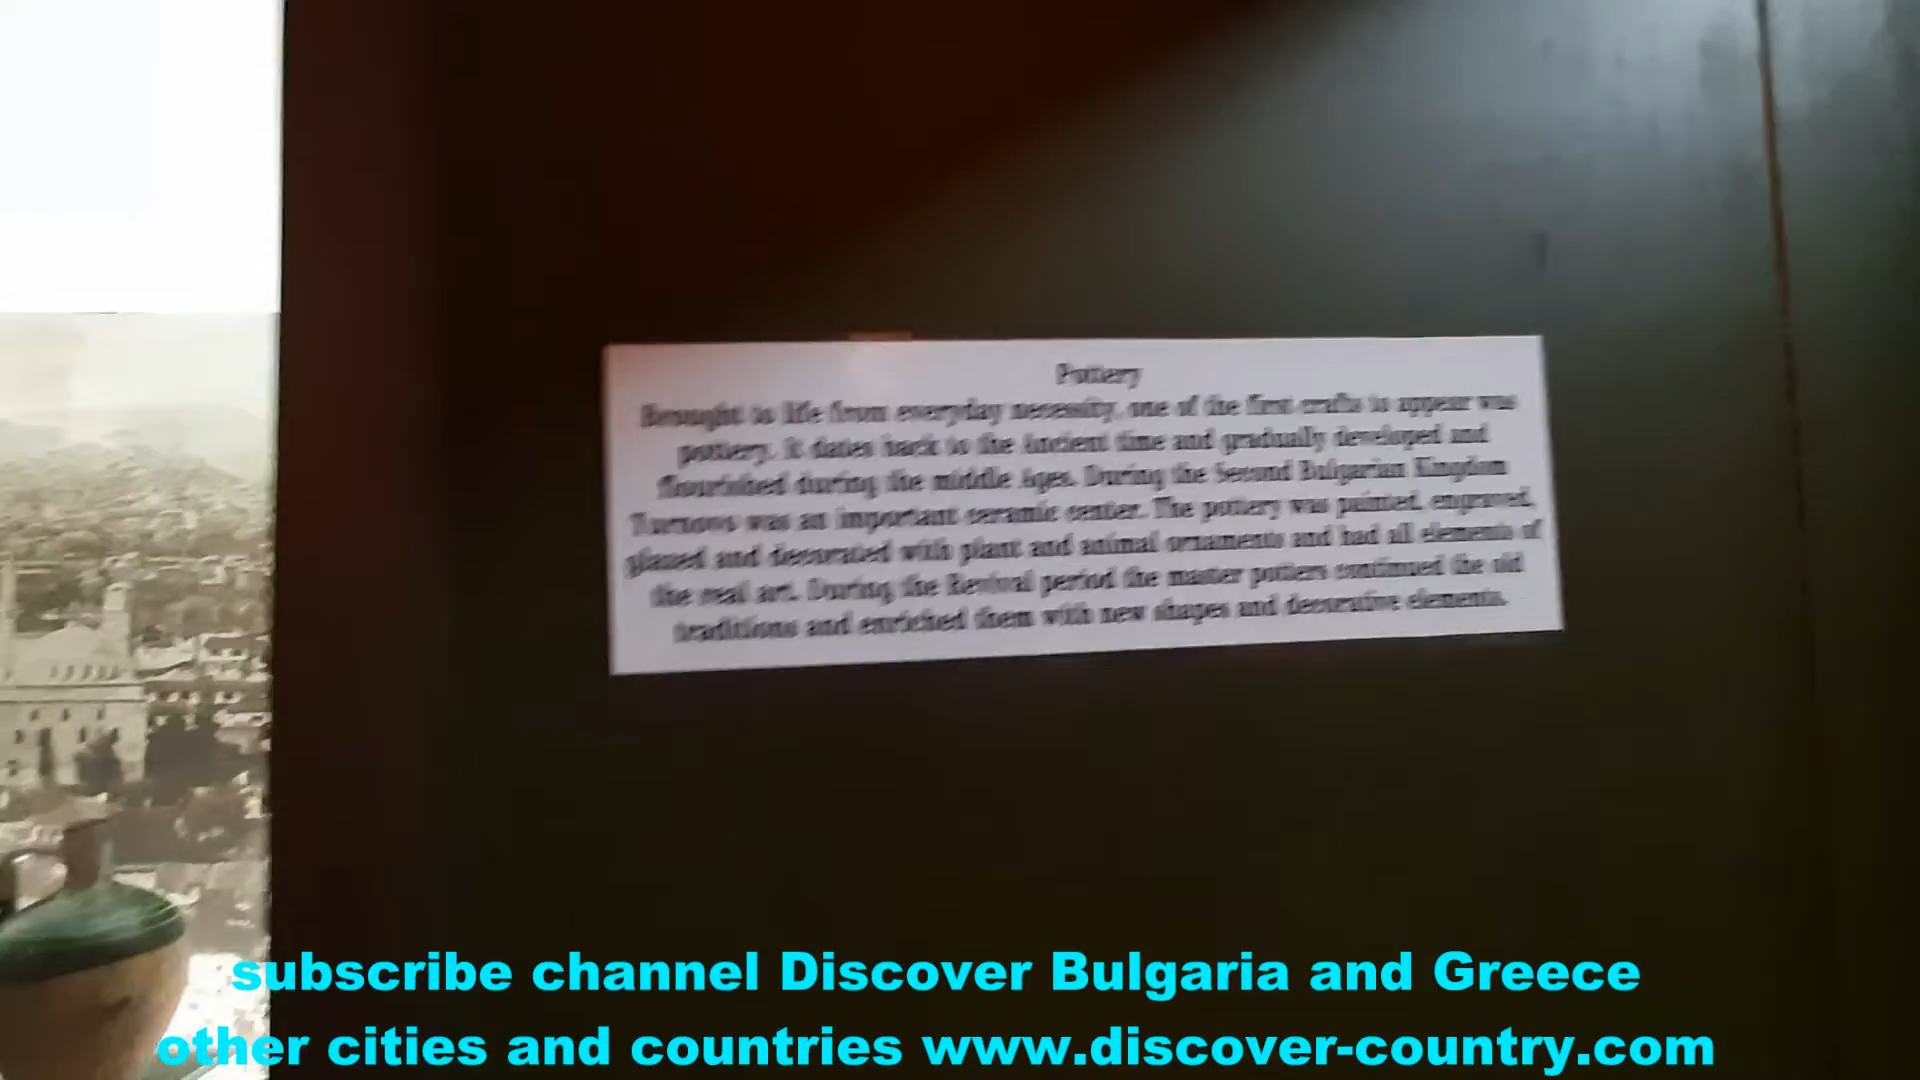 Pottery
Brought to life from everyday necessity, one of the first crafts to appear was
pottery. It dates back to the Ancient time and gradually developed and
flourished during the middle Ages. During the Second Bulgarian Kingdom
Turnovo was an important ceramic center. The pottery was painted, engraved,
glazed and decorated with plant and animal ornaments and had all elements of
the real art. During the Revival period the master potters continued the old
traditions and enriched them with new shapes and decorative elements.
subscribe channel Discover Bulgaria and Greece
other cities and countries www.discover-country.com